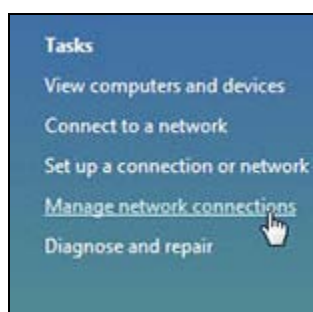 Tasks
View computers and devices
Connect to a network
Set up a connection or network
Manage network connections
Diagnose and repair